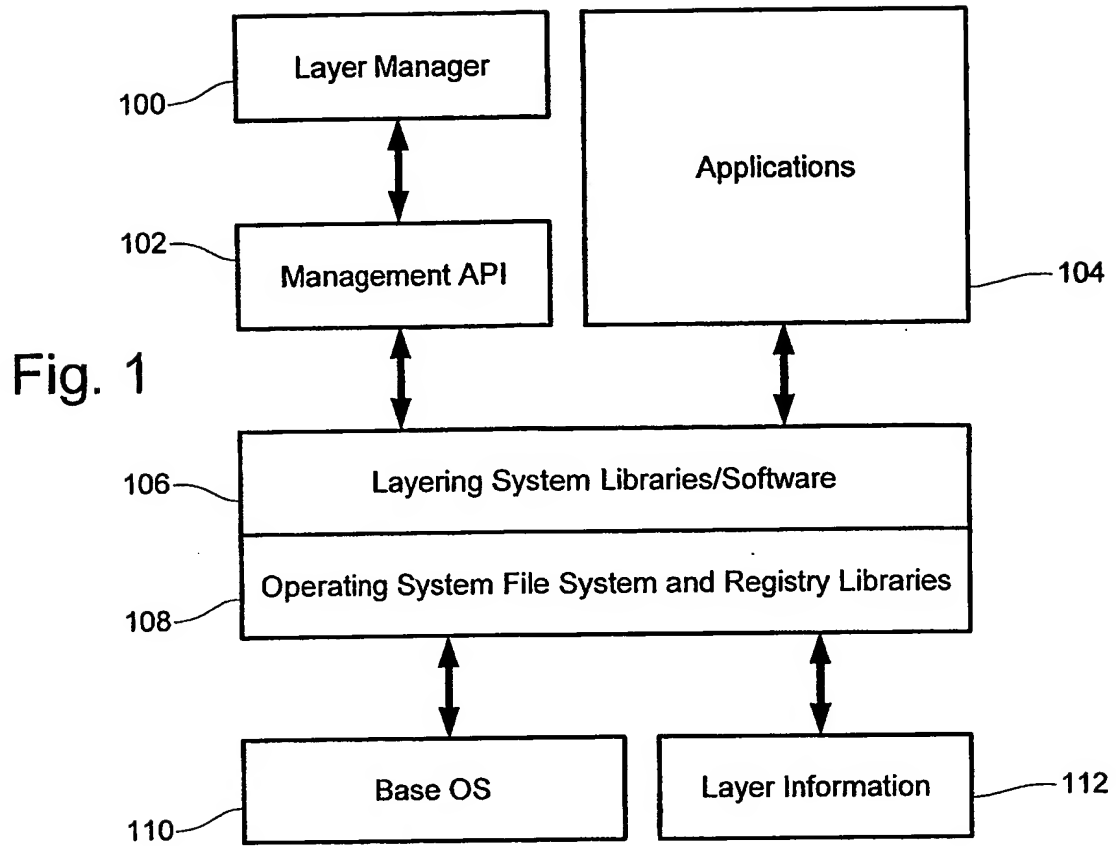 Layer Manager
100
Applications
102
Management API
104
Fig. 1
106
Layering System Libraries/Software
Operating System File System and Registry Libraries
108
Base OS
110
Layer Information
112